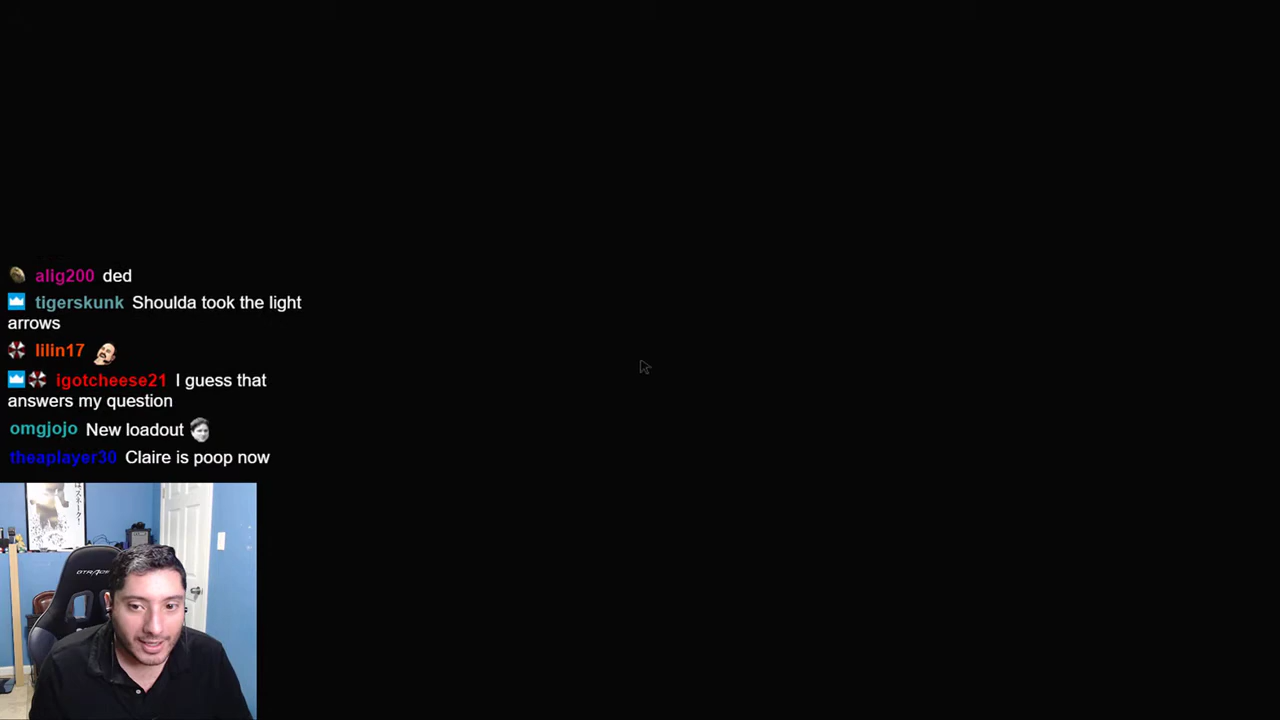 alig200 ded
tigerskunk Shoulda took the light
arrows
lilin17
igotcheese21 I guess that
answers my question
omgjojo New loadout
theaplayer30 Claire is poop now